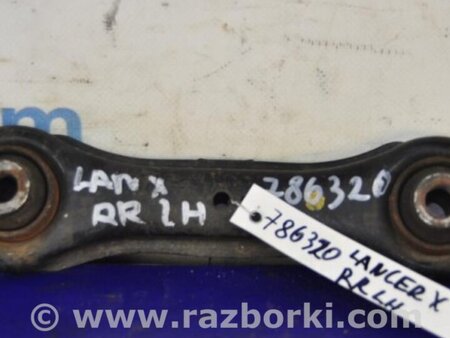 m
LAN X
RR LH
786320
786320
LANCER X
RR LH
© www.razborki.com